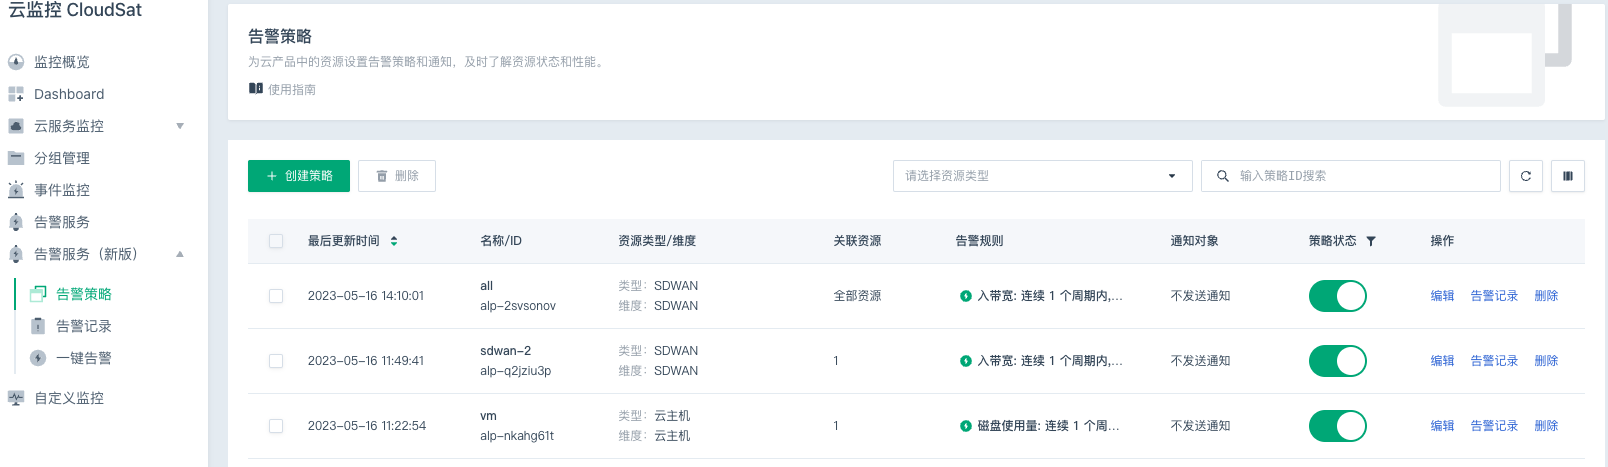 云监控 CloudSat
监控概览
Dashboard
云服务监控
分组管理
事件监控
告警服务
告警服务（新版）
告警策略
告警记录
一键告警
自定义监控
告警策略
为云产品中的资源设置告警策略和通知，及时了解资源状态和性能。
使用指南
创建策略 删除 请选择资源类型 输入策略ID搜索
最后更新时间 名称/ID 资源类型/维度 关联资源 告警规则 通知对象 策略状态 操作
2023-05-16 14:10:01 all alp-2svsonov 类型：SDWAN 维度：SDWAN 全部资源 入带宽: 连续 1 个周期内,... 不发送通知 编辑 告警记录 删除
2023-05-16 11:49:41 sdwan-2 alp-q2jziu3p 类型：SDWAN 维度：SDWAN 1 入带宽: 连续 1 个周期内,... 不发送通知 编辑 告警记录 删除
2023-05-16 11:22:54 vm alp-nkahg61t 类型：云主机 维度：云主机 1 磁盘使用量: 连续 1 个周... 不发送通知 编辑 告警记录 删除